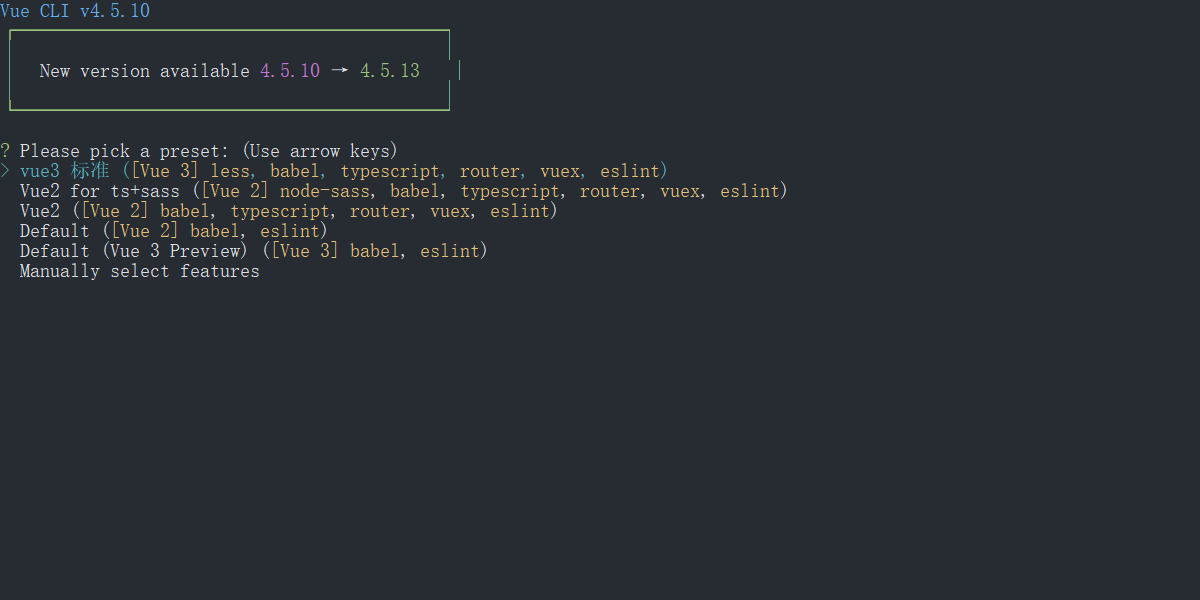 Vue CLI v4.5.10
New version available 4.5.10 → 4.5.13
? Please pick a preset: (Use arrow keys)
> vue3 标准 ([Vue 3] less, babel, typescript, router, vuex, eslint)
Vue2 for ts+sass ([Vue 2] node-sass, babel, typescript, router, vuex, eslint)
Vue2 ([Vue 2] babel, typescript, router, vuex, eslint)
Default ([Vue 2] babel, eslint)
Default (Vue 3 Preview) ([Vue 3] babel, eslint)
Manually select features